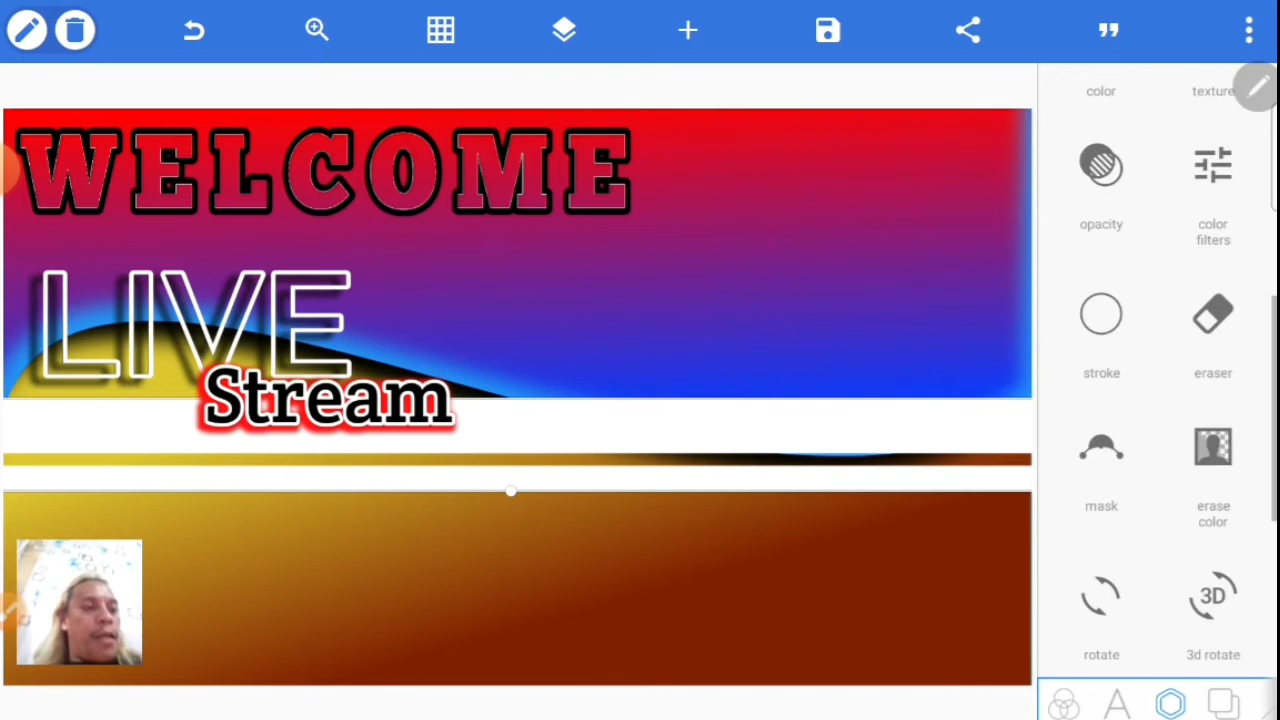 color texture
WELCOME
opacity color filters
LIVE
Stream
stroke eraser
mask erase color
3D
rotate 3d rotate
A